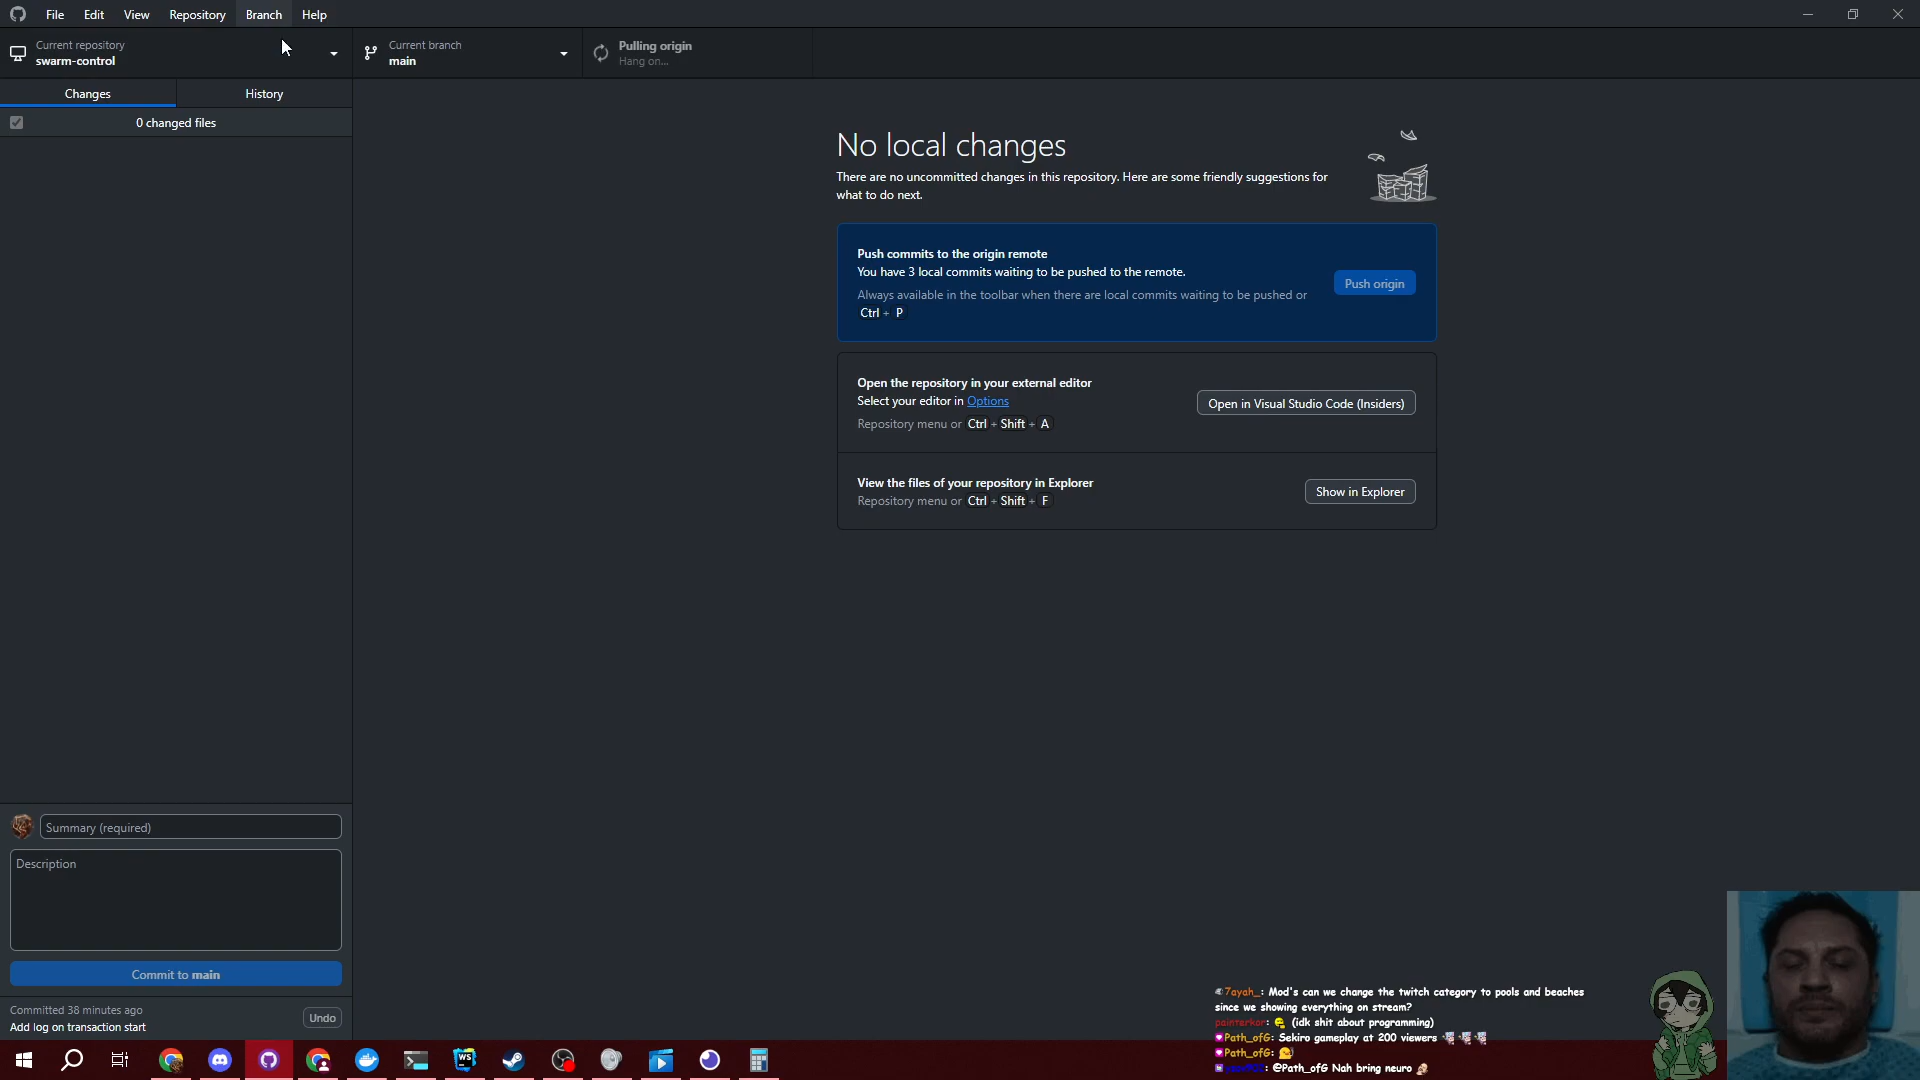 File Edit View Repository Branch Help
Current repository
swarm-control
Current branch
main
Pulling origin
Hang on...
Changes
History
0 changed files
No local changes
There are no uncommitted changes in this repository. Here are some friendly suggestions for
what to do next.
Push commits to the origin remote
You have 3 local commits waiting to be pushed to the remote.
Always available in the toolbar when there are local commits waiting to be pushed or
Ctrl + P
Push origin
Open the repository in your external editor
Select your editor in Options
Repository menu or Ctrl + Shift + A
Open in Visual Studio Code (Insiders)
View the files of your repository in Explorer
Repository menu or Ctrl + Shift + F
Show in Explorer
Summary (required)
Description
Commit to main
Committed 38 minutes ago
Add log on transaction start
Undo
7ayah_: Mod's can we change the twitch category to pools and beaches
since we showing everything on stream?
painterkor: (idk shit about programming)
Path_ofG: Sekiro gameplay at 200 viewers
Path_ofG:
: @Path_ofG Nah bring neuro
WS